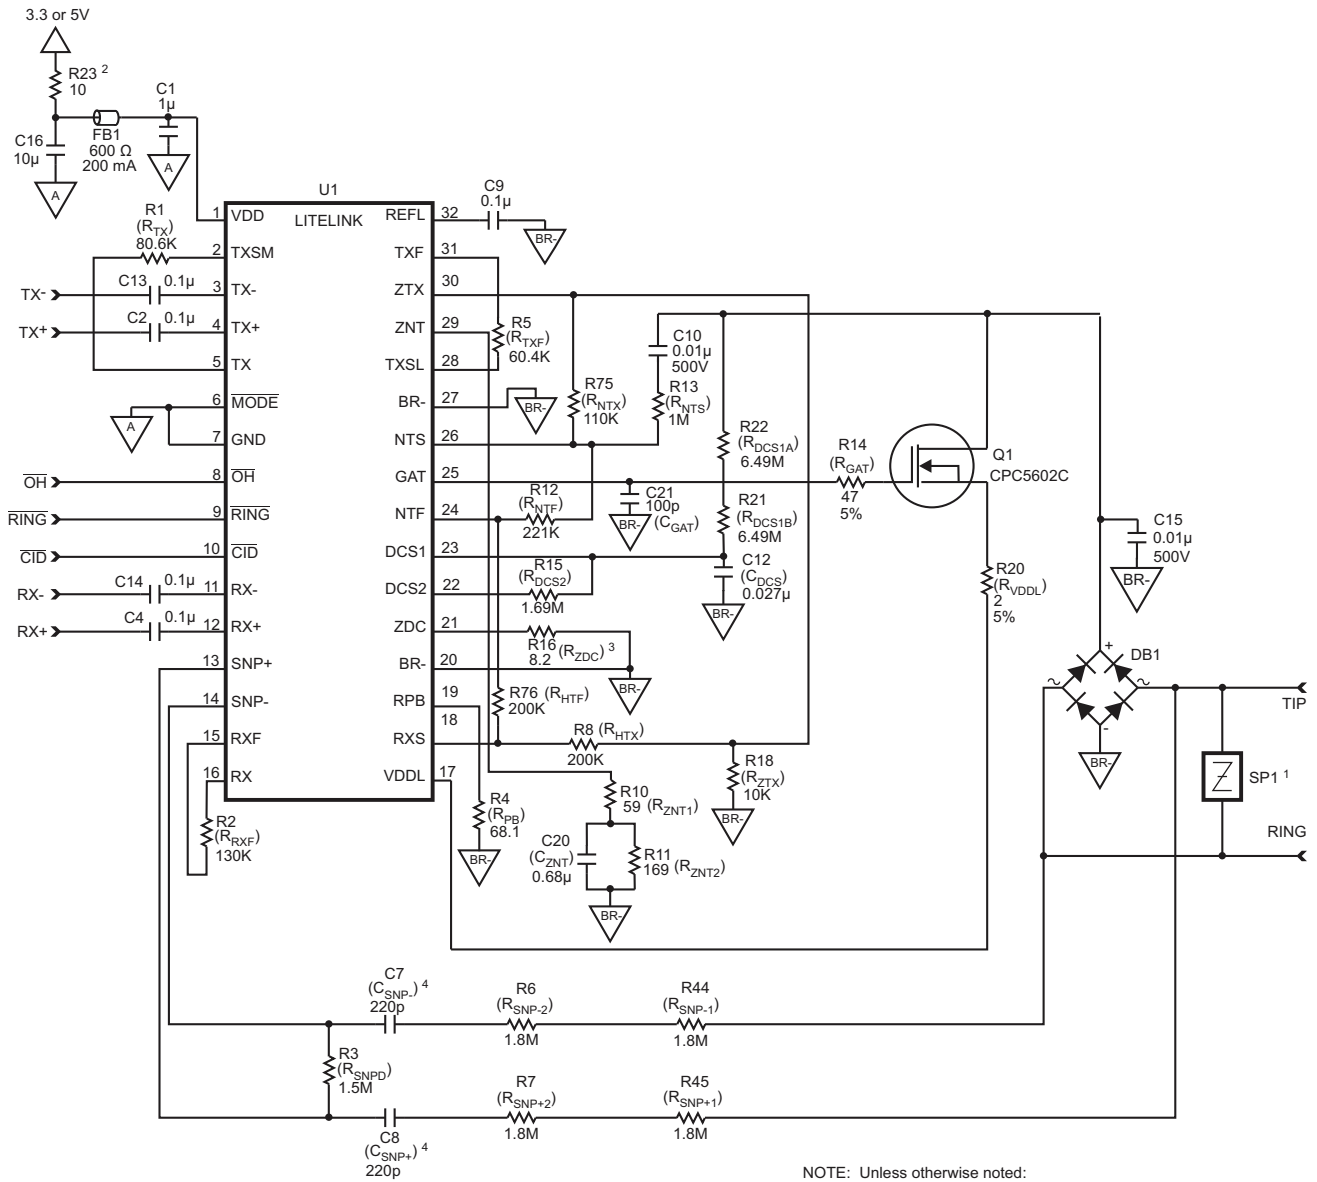 3.3 or 5V
R23 2
10
C1
1µ
C16
10µ
FB1
600 Ω
200 mA
A
A
U1
LITELINK
R1
(RTX)
80.6K
1 VDD
2 TXSM
TX- C13 0.1µ 3 TX-
TX+ C2 0.1µ 4 TX+
5 TX
6 MODE
A
7 GND
OH 8 OH
RING 9 RING
CID 10 CID
RX- C14 0.1µ 11 RX-
RX+ C4 0.1µ 12 RX+
13 SNP+
14 SNP-
15 RXF
16 RX
R2
(RRXF)
130K
REFL 32
TXF 31
ZTX 30
ZNT 29
TXSL 28
BR- 27
NTS 26
GAT 25
NTF 24
DCS1 23
DCS2 22
ZDC 21
BR- 20
RPB 19
18
RXS
VDDL 17
C9
0.1µ
BR-
R5
(RTXF)
60.4K
BR-
R75
(RNTX)
110K
C10
0.01µ
500V
R13
(RNTS)
1M
R22
(RDCS1A)
6.49M
R21
(RDCS1B)
6.49M
R14
(RGAT)
47
5%
Q1
CPC5602C
R12
(RNTF)
221K
C21
100p
(CGAT)
BR-
R15
(RDCS2)
1.69M
C12
(CDCS)
0.027µ
BR-
R16 (RZDC) 3
8.2
BR-
R76 (RHTF)
200K
R8 (RHTX)
200K
R18
(RZTX)
10K
BR-
R10
59 (RZNT1)
R4
(RPB)
68.1
BR-
C20
(CZNT)
0.68µ
R11
169 (RZNT2)
BR-
R20
(RVDDL)
2
5%
C15
0.01µ
500V
BR-
DB1
+
~
~
-
BR-
TIP
SP1 1
RING
C7
(CSNP-) 4
220p
R6
(RSNP-2)
1.8M
R44
(RSNP-1)
1.8M
R3
(RSNPD)
1.5M
R7
(RSNP+2)
1.8M
R45
(RSNP+1)
1.8M
C8
(CSNP+) 4
220p
NOTE: Unless otherwise noted: